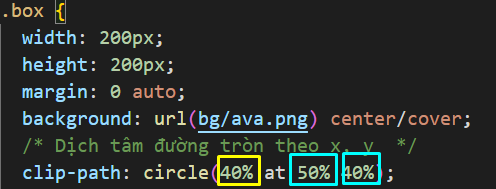 .box {
width: 200px;
height: 200px;
margin: 0 auto;
background: url(bg/ava.png) center/cover;
/* Dịch tâm đường tròn theo x, y */
clip-path: circle(40% at 50% 40%);